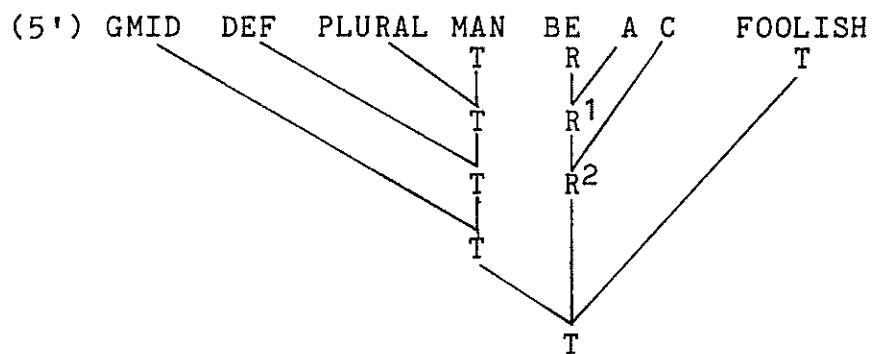 (5') GMID DEF PLURAL MAN BE A C FOOLISH
T R T
T R1
T R2
T
T